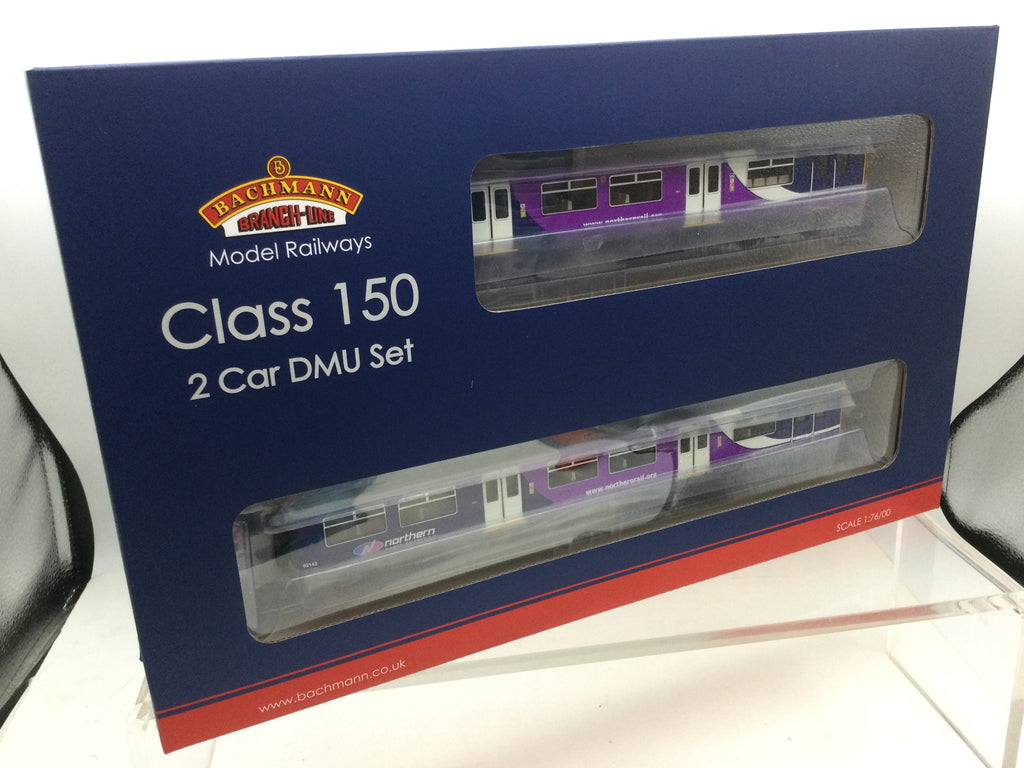 BACHMANN
BRANCH-LINE
Model Railways
Class 150
2 Car DMU Set
www.northernrail.org
www.northernrail.org
northern
52142
SCALE 1:76/00
www.bachmann.co.uk